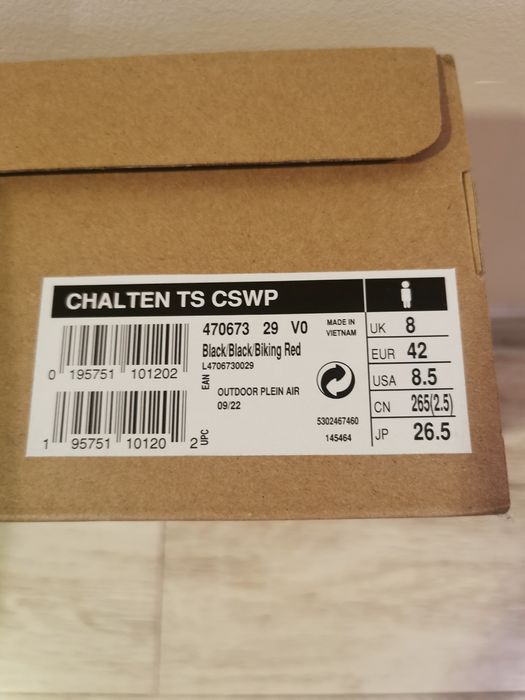 CHALTEN TS CSWP
470673 29 V0
MADE IN
VIETNAM
Black/Black/Biking Red
L4706730029
0 195751 101202
EAN
OUTDOOR PLEIN AIR
09/22
1 95751 10120 2
UPC
5302467460
145464
UK 8
EUR 42
USA 8.5
CN 265(2.5)
JP 26.5